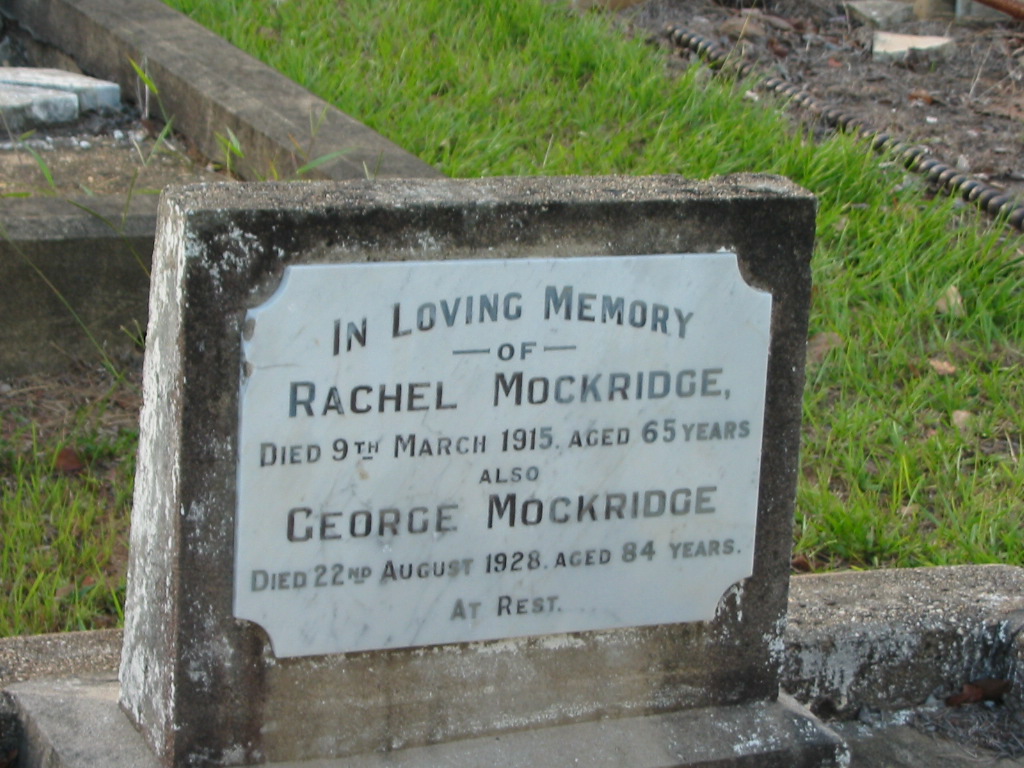 IN LOVING MEMORY
— OF —
RACHEL MOCKRIDGE,
DIED 9TH MARCH 1915. AGED 65 YEARS
ALSO
GEORGE MOCKRIDGE
DIED 22ND AUGUST 1928. AGED 84 YEARS.
AT REST.